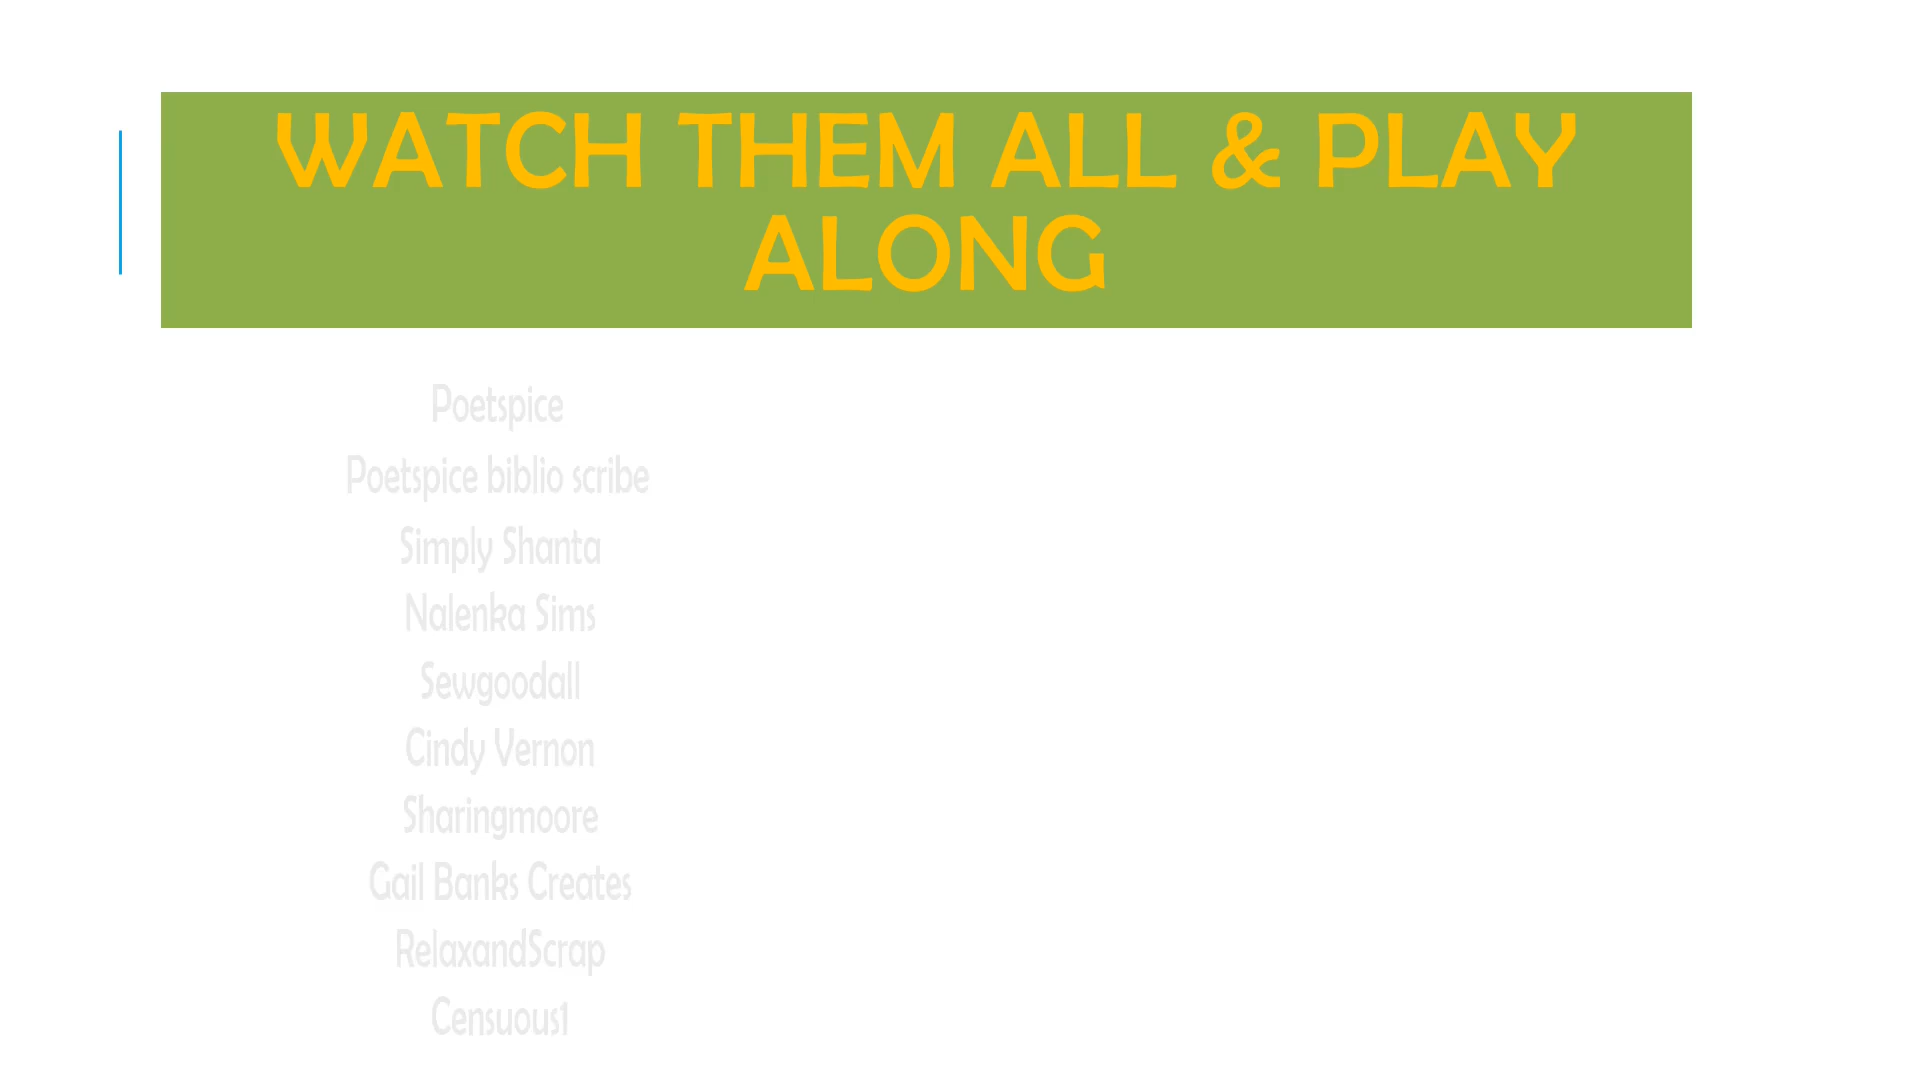 WATCH THEM ALL & PLAY
ALONG
Poetspice
Poetspice biblio scribe
Simply Shanta
Nalenka Sims
Sewgoodall
Cindy Vernon
Sharingmoore
Gail Banks Creates
RelaxandScrap
Censuous1